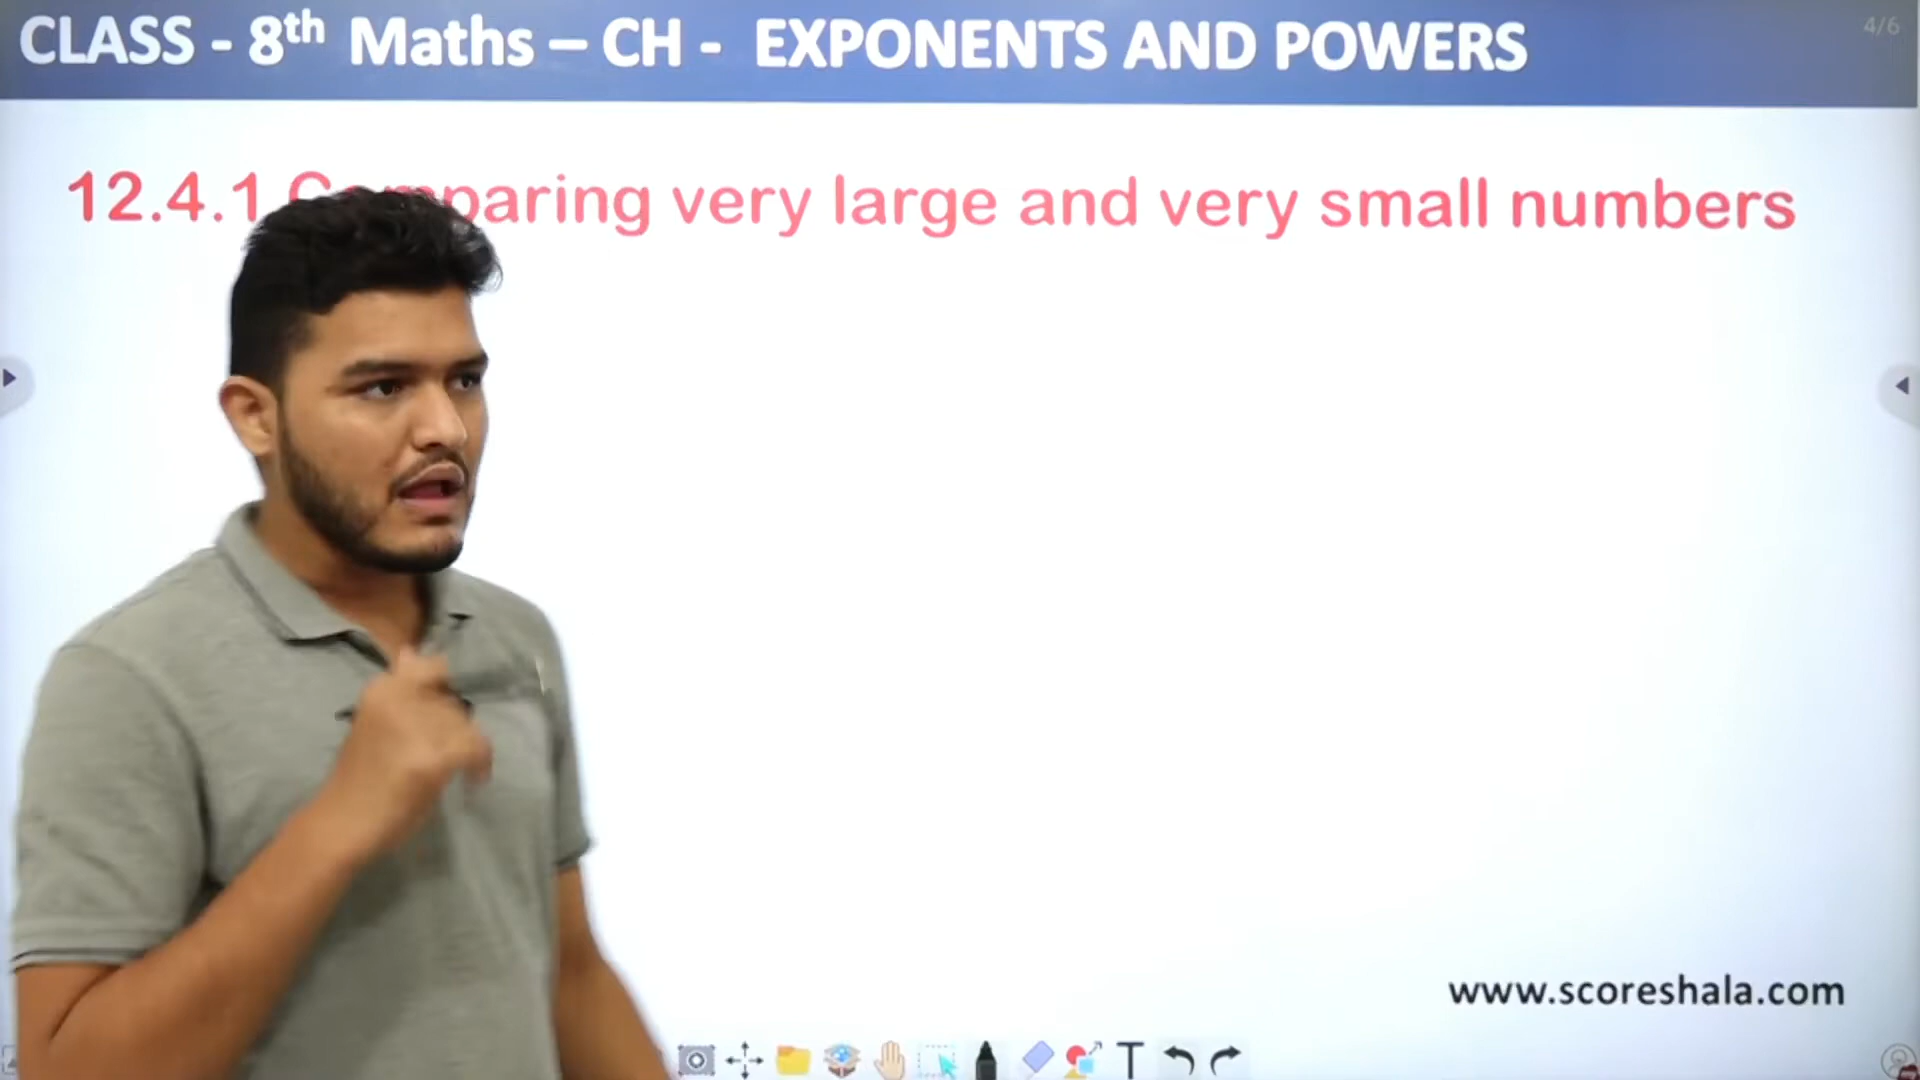 CLASS - 8th Maths – CH - EXPONENTS AND POWERS
4/6
12.4.1 Comparing very large and very small numbers
www.scoreshala.com
T